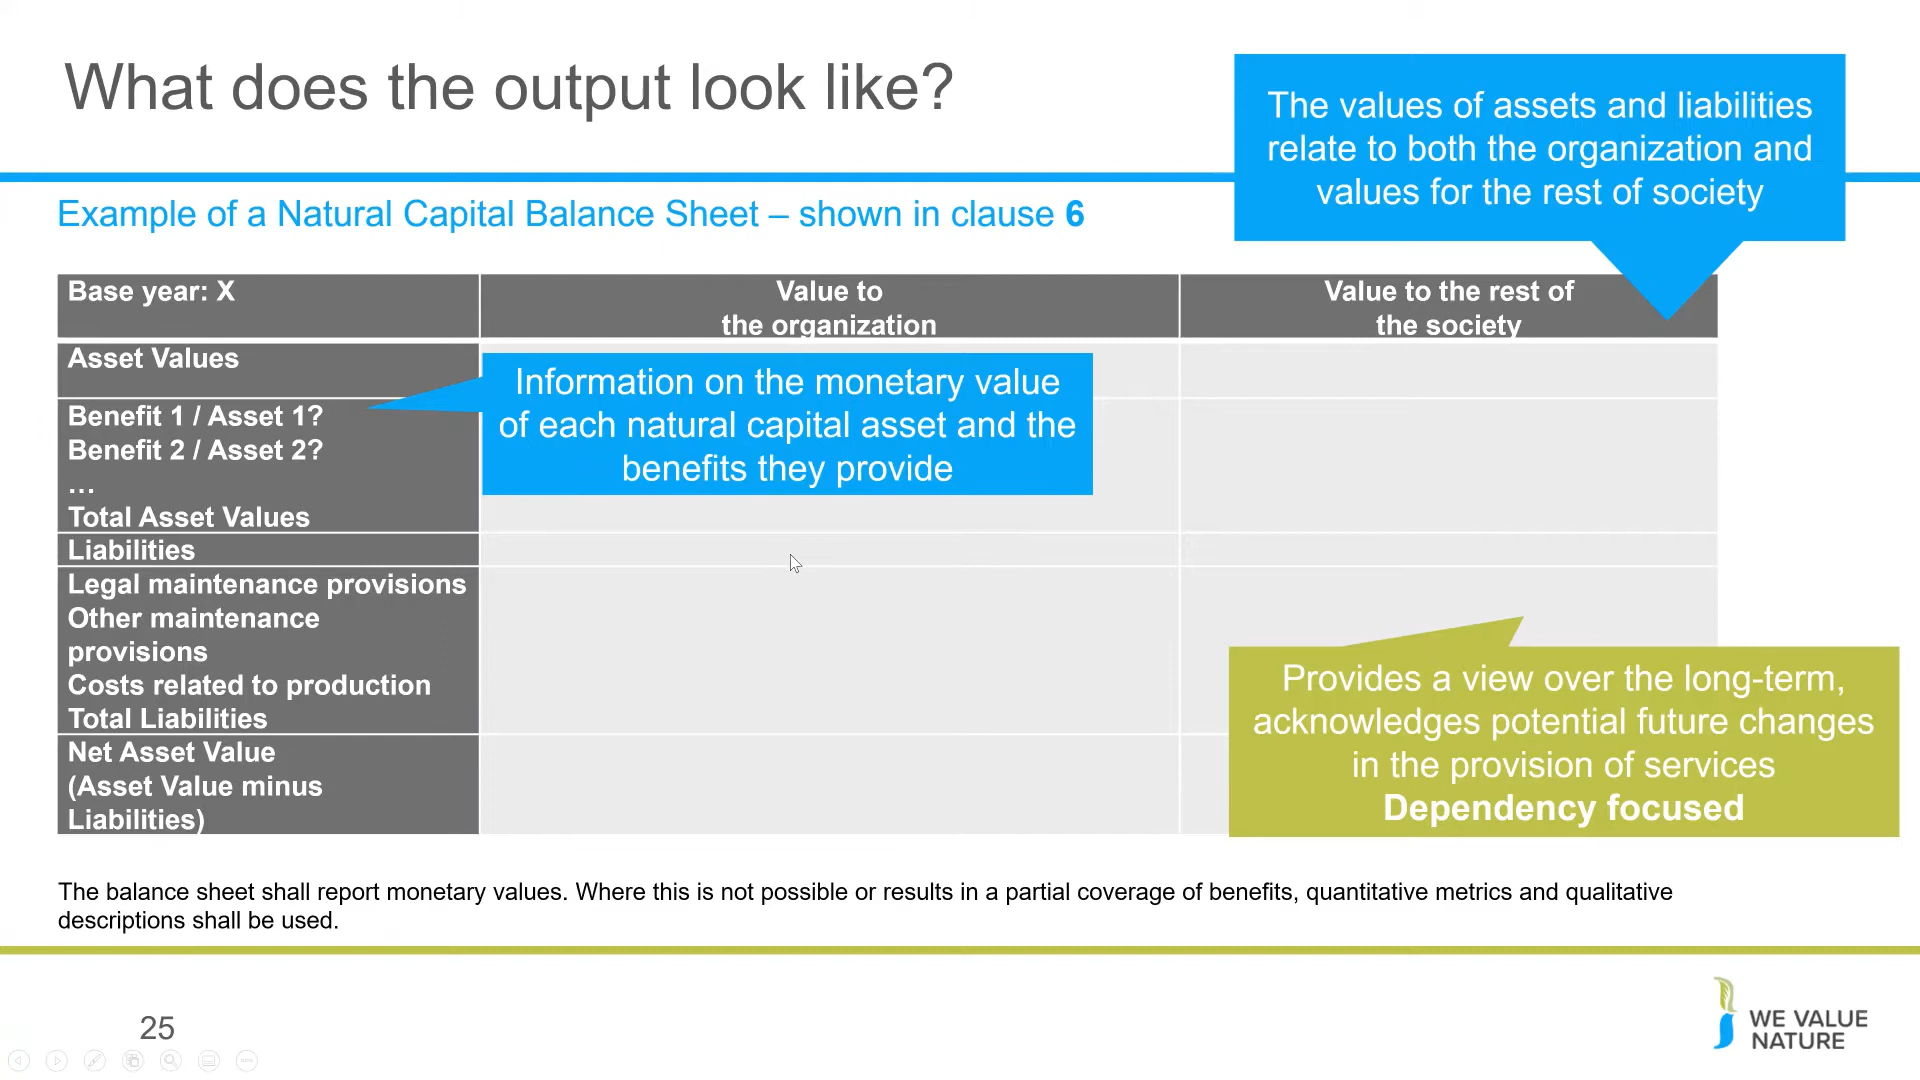 What does the output look like?
The values of assets and liabilities
relate to both the organization and
values for the rest of society
Example of a Natural Capital Balance Sheet – shown in clause 6
Base year: X
Value to
the organization
Value to the rest of
the society
Asset Values
Information on the monetary value
of each natural capital asset and the
benefits they provide
Benefit 1 / Asset 1?
Benefit 2 / Asset 2?
…
Total Asset Values
Liabilities
Legal maintenance provisions
Other maintenance
provisions
Costs related to production
Total Liabilities
Provides a view over the long-term,
acknowledges potential future changes
in the provision of services
Dependency focused
Net Asset Value
(Asset Value minus
Liabilities)
The balance sheet shall report monetary values. Where this is not possible or results in a partial coverage of benefits, quantitative metrics and qualitative
descriptions shall be used.
25
WE VALUE
NATURE